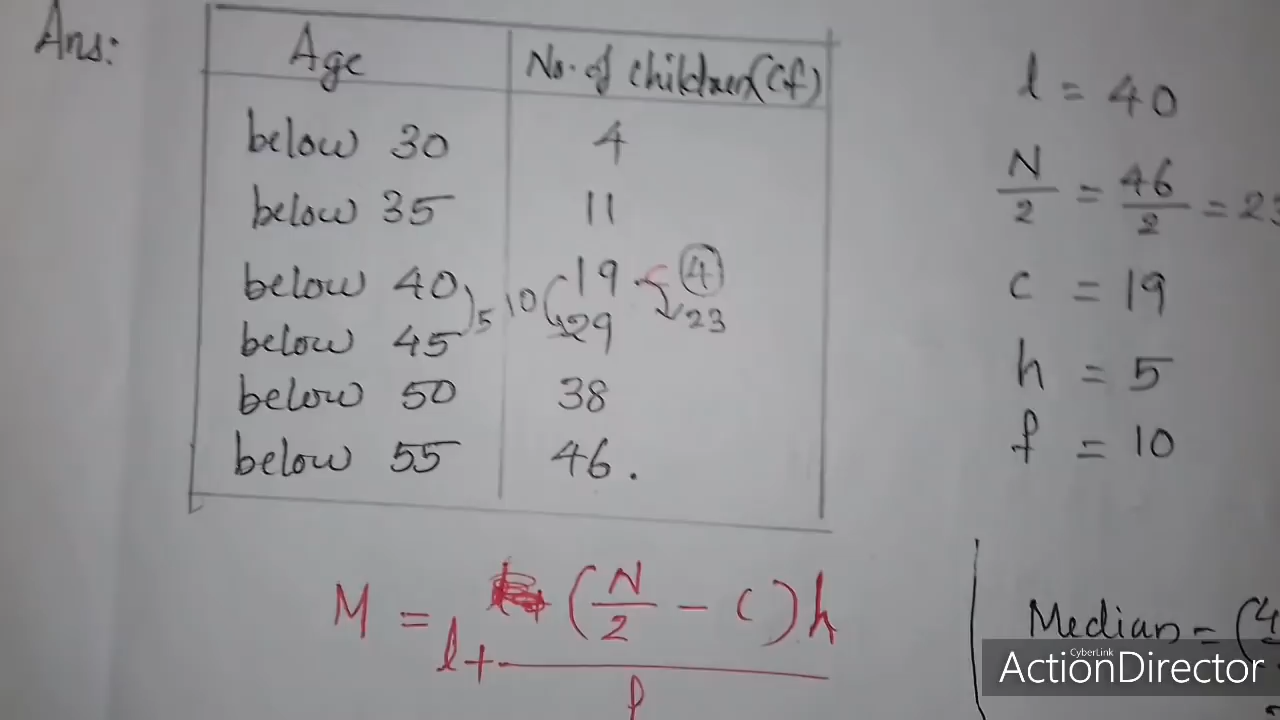 Ans:
Age No. of children (cf)
below 30 4
below 35 11
below 40 19 4
5 10 23
below 45 29
below 50 38
below 55 46.
l = 40
N/2 = 46/2 = 23
c = 19
h = 5
f = 10
M = l + (N/2 - C) h / f
Median = (
CyberLink
ActionDirector